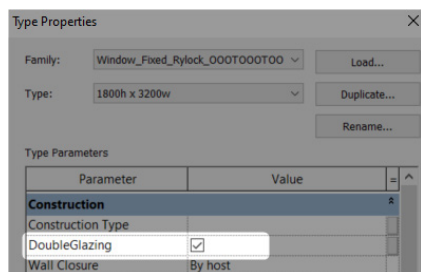 Type Properties
Family: Window_Fixed_Rylock_OOOTOOOTOO Load...
Type: 1800h x 3200w Duplicate...
Rename...
Type Parameters
Parameter Value =
Construction
Construction Type
DoubleGlazing
Wall Closure By host